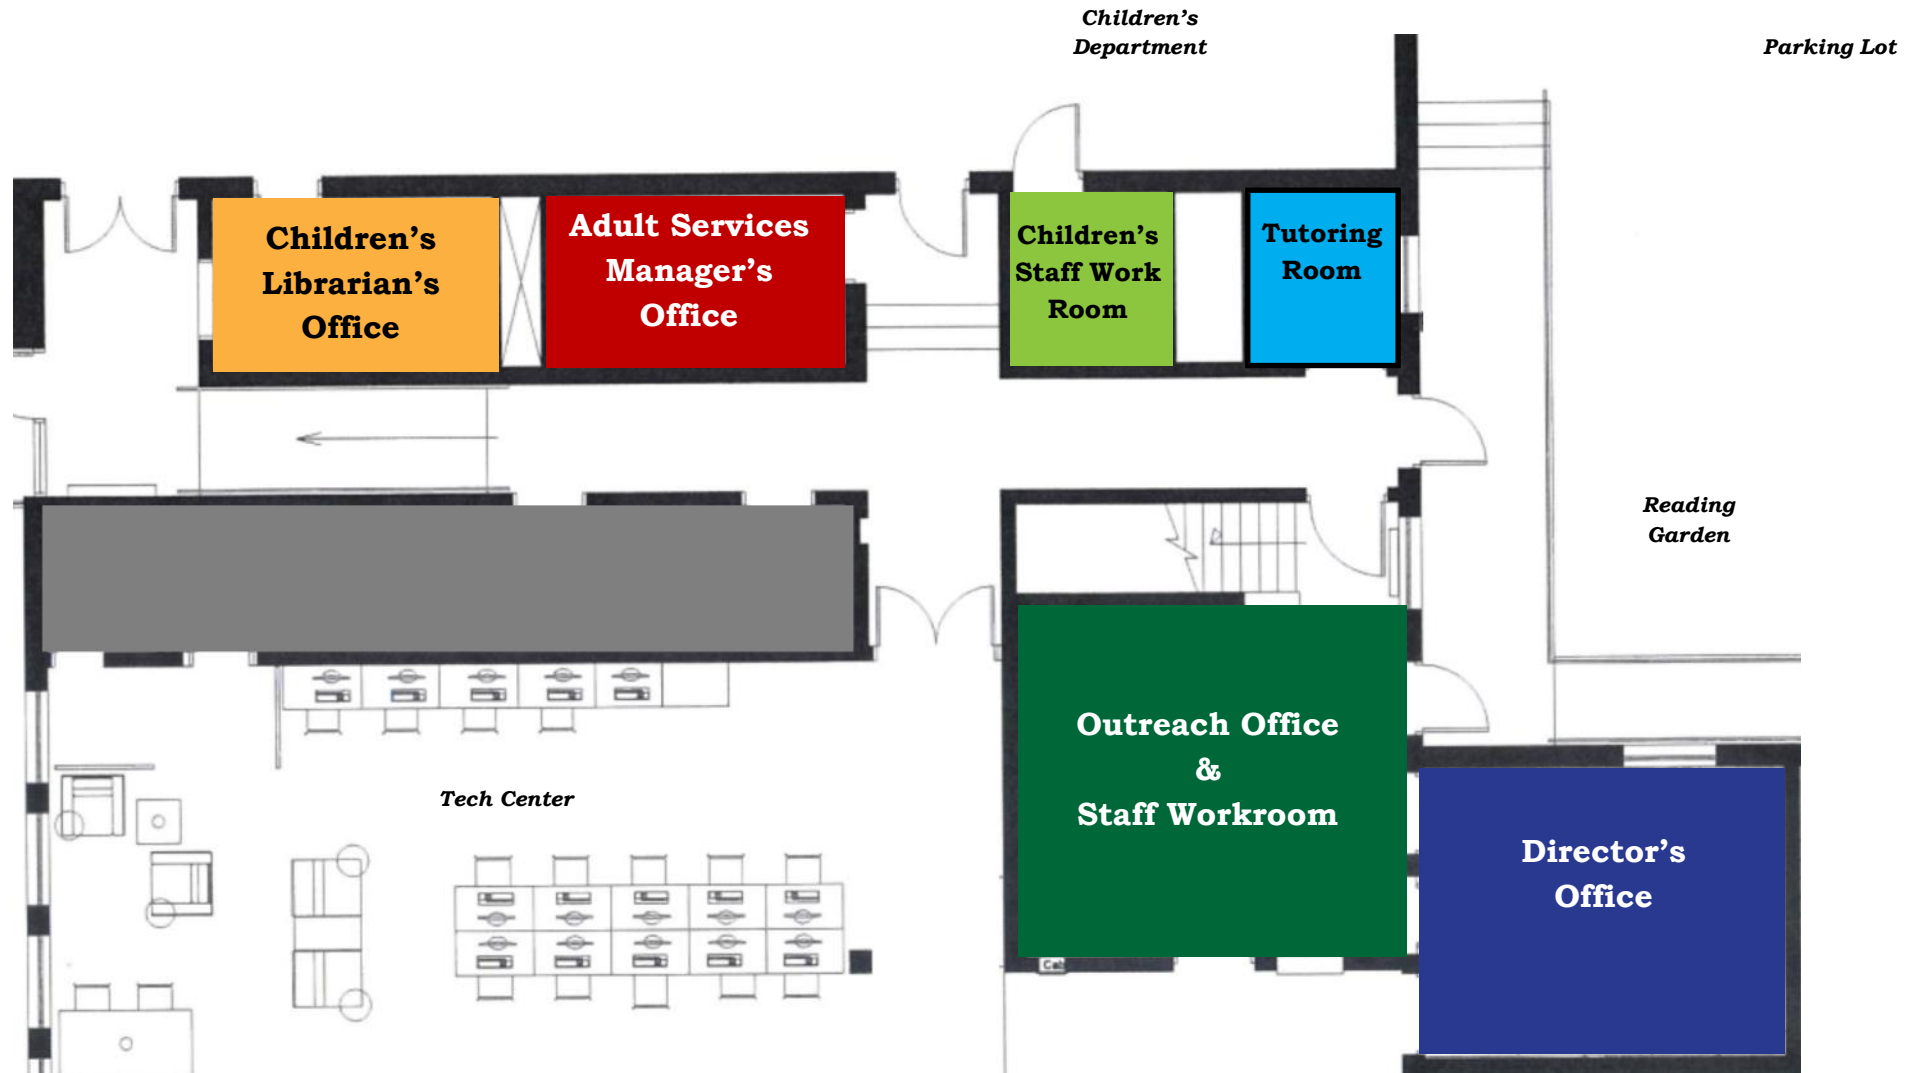 Children’s
Department
Parking Lot
Children’s
Librarian’s
Office
Adult Services
Manager’s
Office
Children’s
Staff Work
Room
Tutoring
Room
Reading
Garden
Outreach Office
&
Staff Workroom
Tech Center
Director’s
Office
Cab